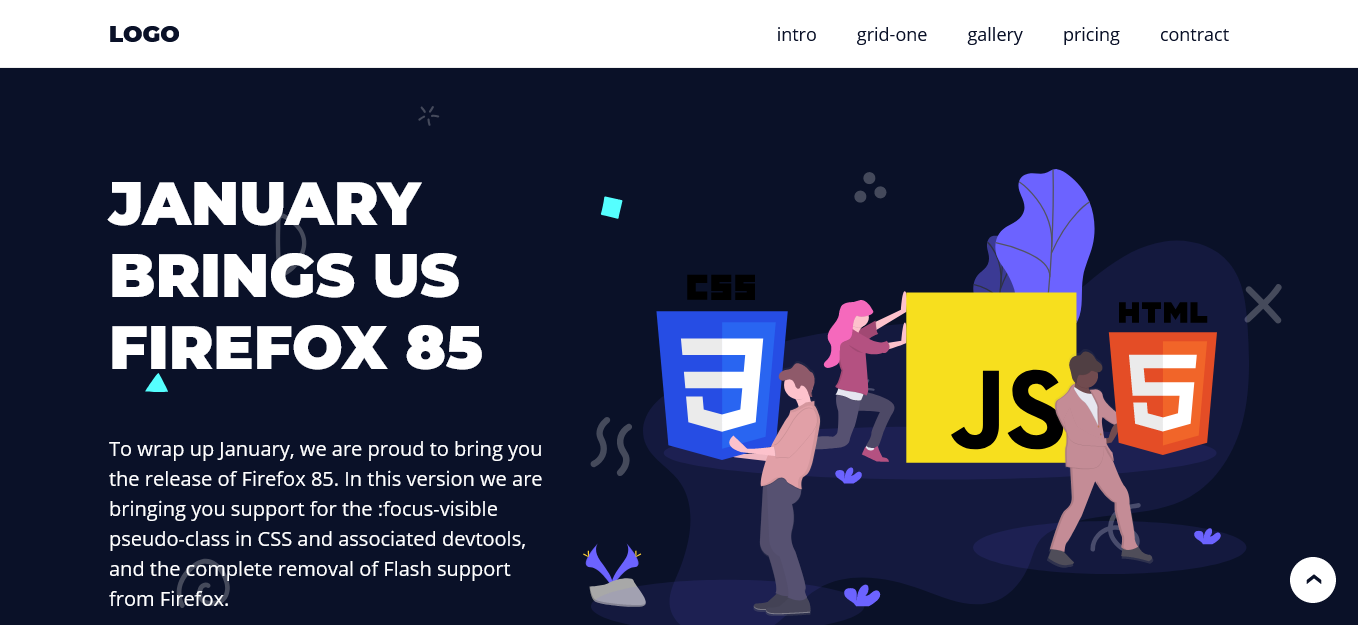 LOGO
intro grid-one gallery pricing contract
JANUARY
BRINGS US
FIREFOX 85
To wrap up January, we are proud to bring you
the release of Firefox 85. In this version we are
bringing you support for the :focus-visible
pseudo-class in CSS and associated devtools,
and the complete removal of Flash support
from Firefox.
CSS
3
JS
HTML
5